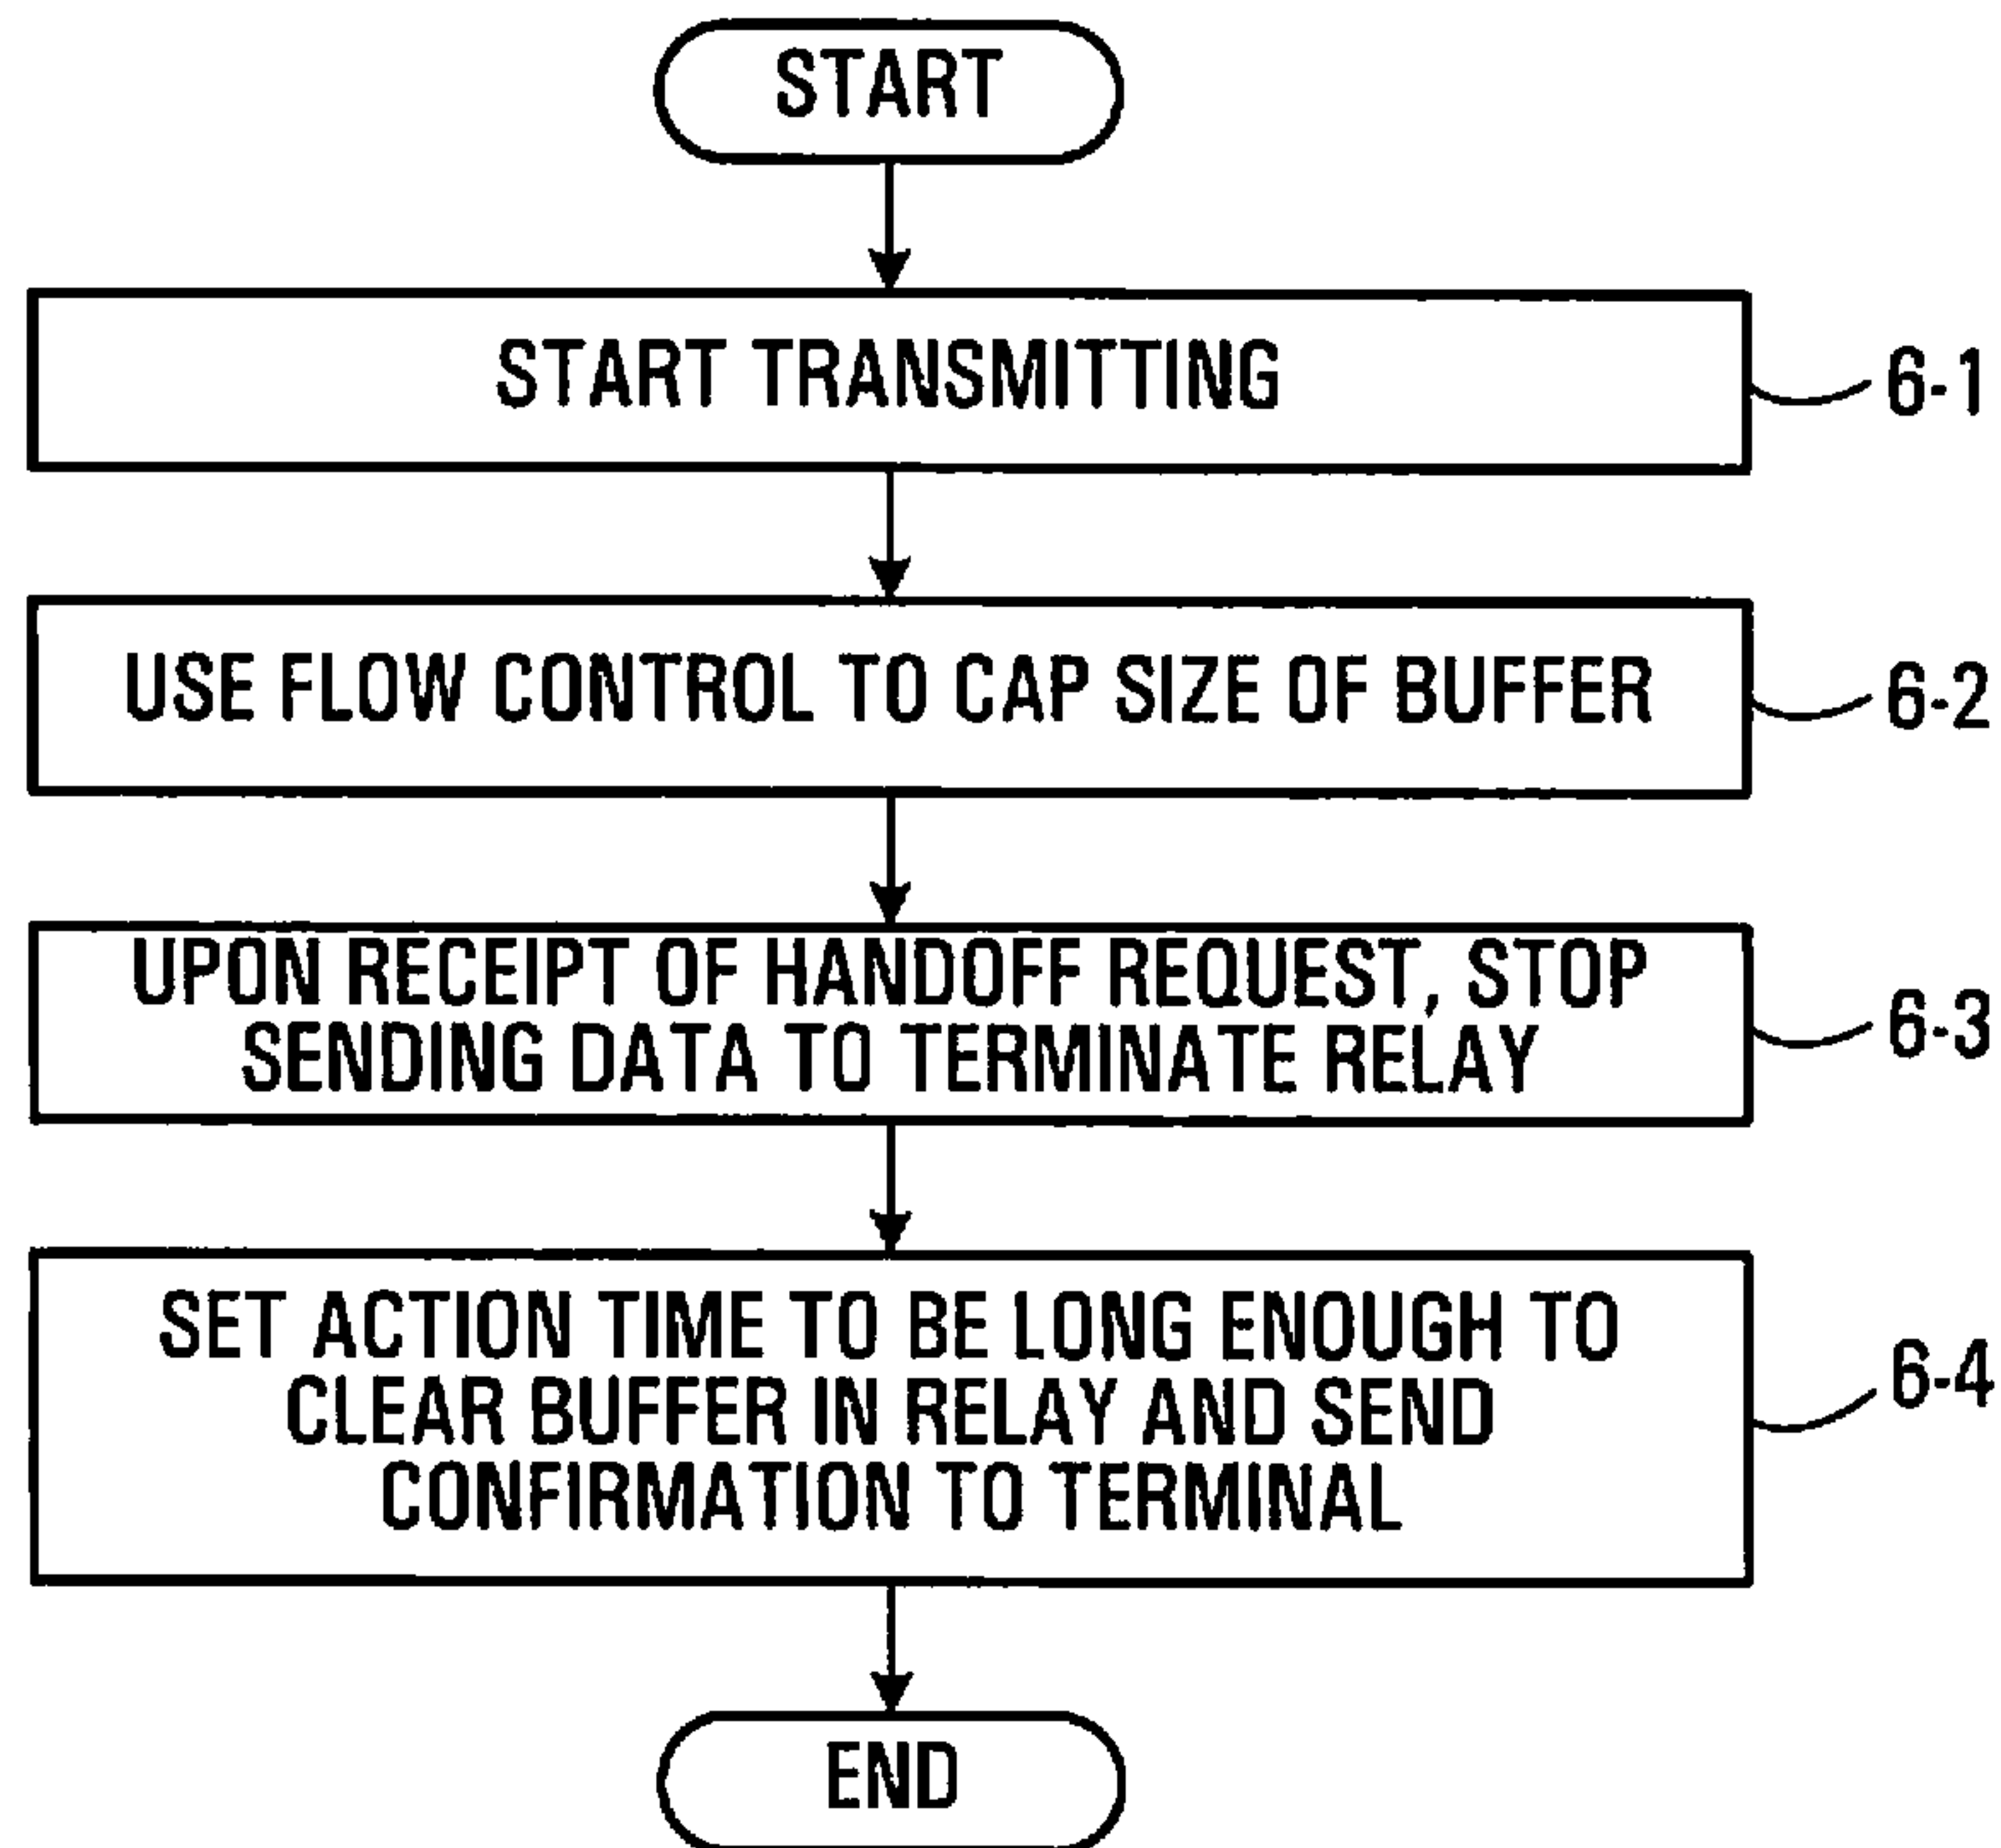 START
START TRANSMITTING
6-1
USE FLOW CONTROL TO CAP SIZE OF BUFFER
6-2
UPON RECEIPT OF HANDOFF REQUEST, STOP
SENDING DATA TO TERMINATE RELAY
6-3
SET ACTION TIME TO BE LONG ENOUGH TO
CLEAR BUFFER IN RELAY AND SEND
CONFIRMATION TO TERMINAL
6-4
END